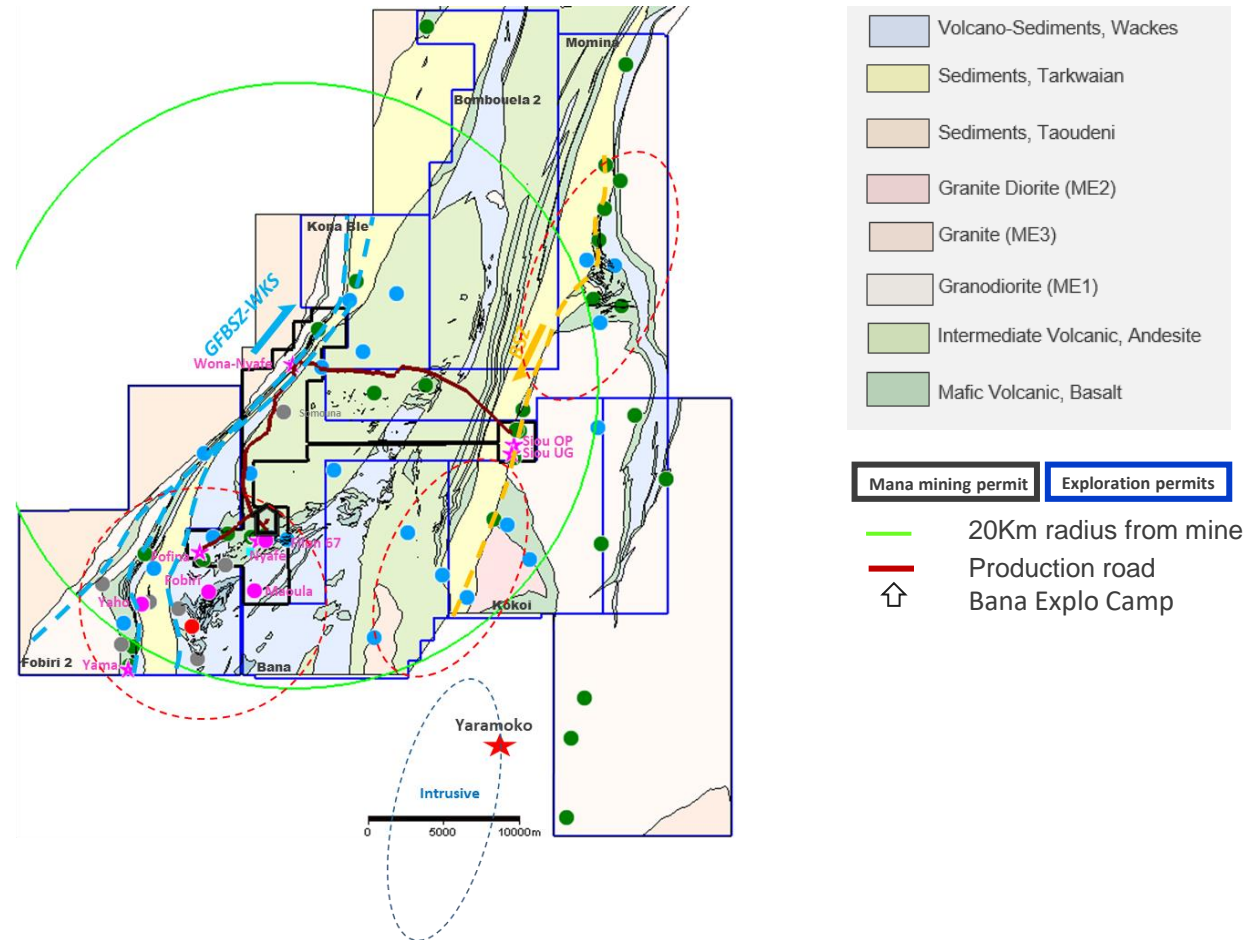 Momina
Bombouela 2
Kona Ble
GFBSZ-WKS
Wona-Nyafe
Somouna
Siou OP
Siou UG
Nyafe
Fofina
Fobiri
Maoula
Yaho
Fobiri 2
Yama
Bana
Kokoi
Yaramoko
Intrusive
0 5000 10000m
Volcano-Sediments, Wackes
Sediments, Tarkwaian
Sediments, Taoudeni
Granite Diorite (ME2)
Granite (ME3)
Granodiorite (ME1)
Intermediate Volcanic, Andesite
Mafic Volcanic, Basalt
Mana mining permit
Exploration permits
20Km radius from mine
Production road
Bana Explo Camp